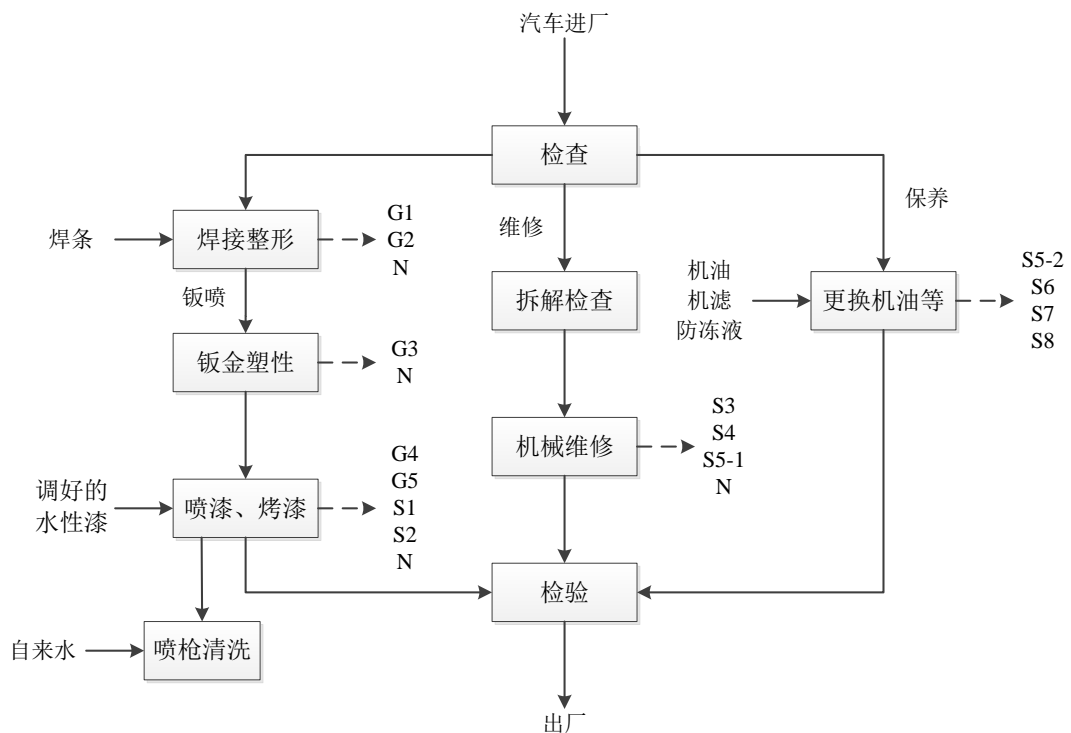 汽车进厂
检查
焊条
焊接整形
G1
G2
N
维修
保养
钣喷
拆解检查
机油
机滤
防冻液
更换机油等
S5-2
S6
S7
S8
钣金塑性
G3
N
机械维修
S3
S4
S5-1
N
调好的
水性漆
喷漆、烤漆
G4
G5
S1
S2
N
检验
自来水
喷枪清洗
出厂